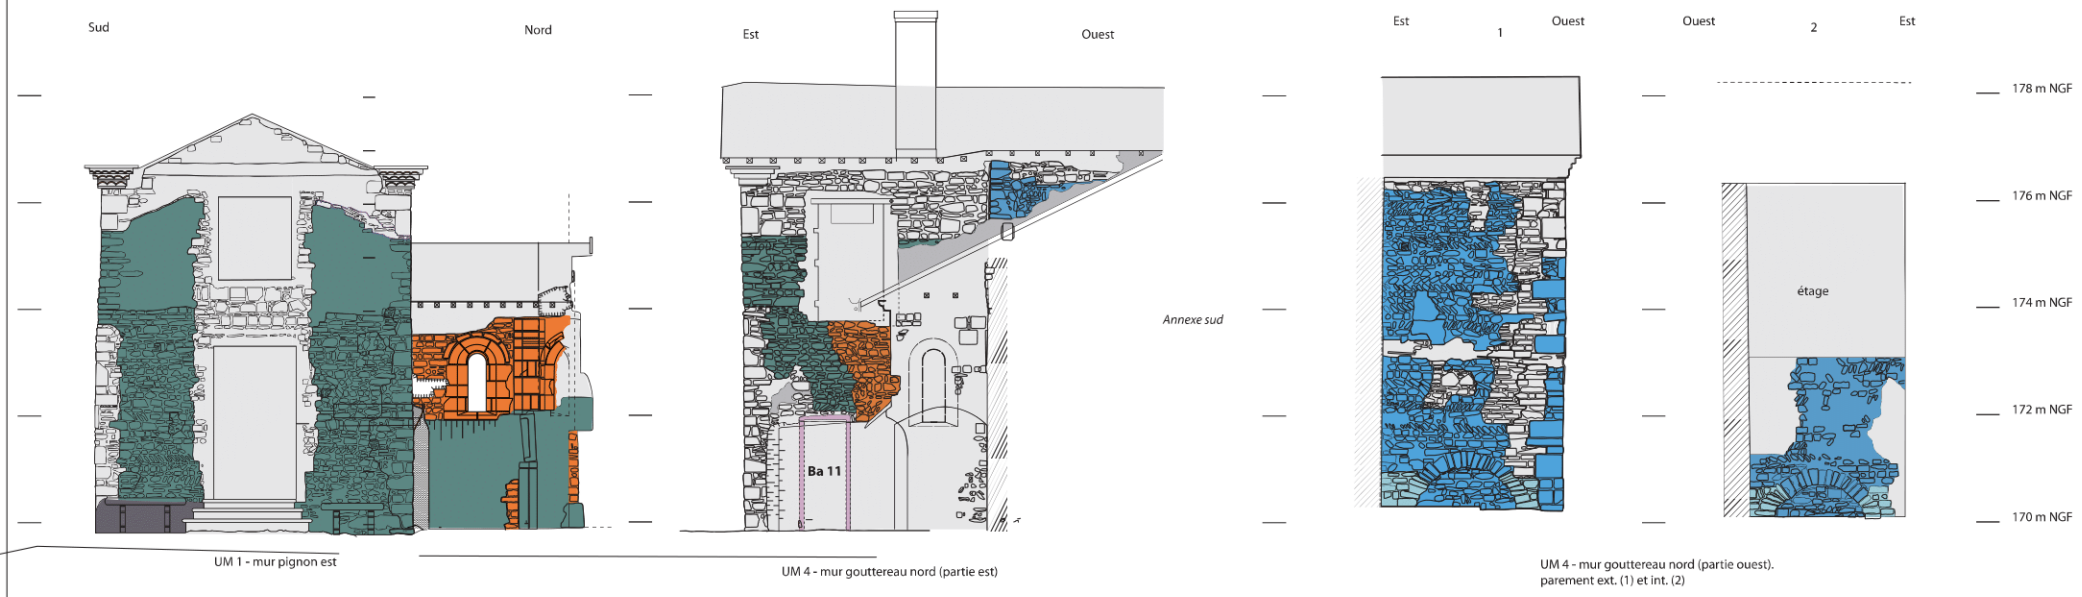 Sud
Nord
Est
Ouest
Est
1
Ouest
Ouest
2
Est
178 m NGF
176 m NGF
étage
174 m NGF
Annexe sud
172 m NGF
Ba 11
170 m NGF
UM 1 - mur pignon est
UM 4 - mur gouttereau nord (partie est)
UM 4 - mur gouttereau nord (partie ouest).
parement ext. (1) et int. (2)